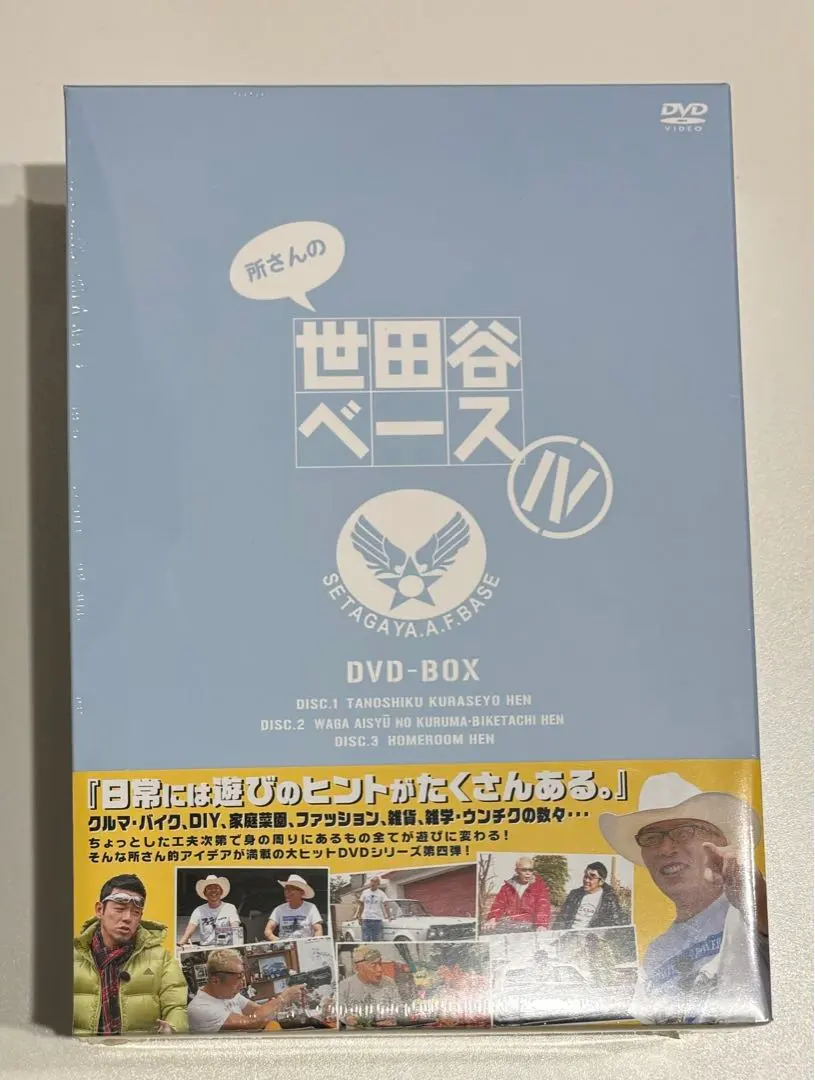 DVD
VIDEO
所さんの
世田谷
ベース
IV
SETAGAYA.A.F.BASE
DVD-BOX
DISC.1 TANOSHIKU KURASEYO HEN
DISC.2 WAGA AISYŪ NO KURUMA・BIKETACHI HEN
DISC.3 HOMEROOM HEN
『日常には遊びのヒントがたくさんある。』
クルマ・バイク、DIY、家庭菜園、ファッション、雑貨、雑学・ウンチクの数々・・・
ちょっとした工夫次第で身の周りにあるもの全てが遊びに変わる！
そんな所さん的アイデアが満載の大ヒットDVDシリーズ第四弾！